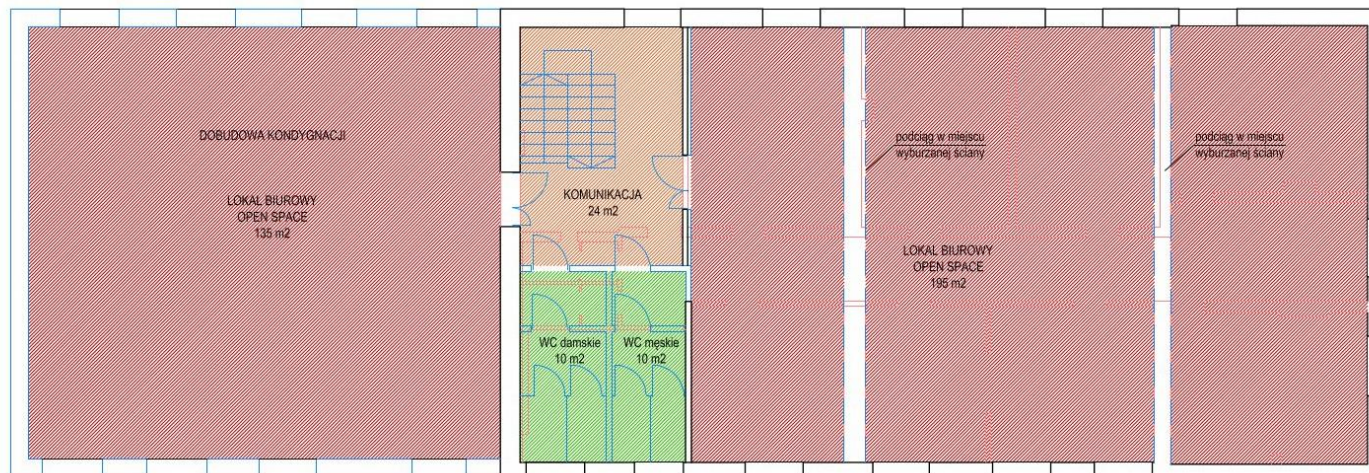 DOBUDOWA KONDYGNACJI
LOKAL BIUROWY
OPEN SPACE
135 m2
KOMUNIKACJA
24 m2
WC damskie
10 m2
WC męskie
10 m2
podciąg w miejscu
wyburzanej ściany
LOKAL BIUROWY
OPEN SPACE
195 m2
podciąg w miejscu
wyburzanej ściany